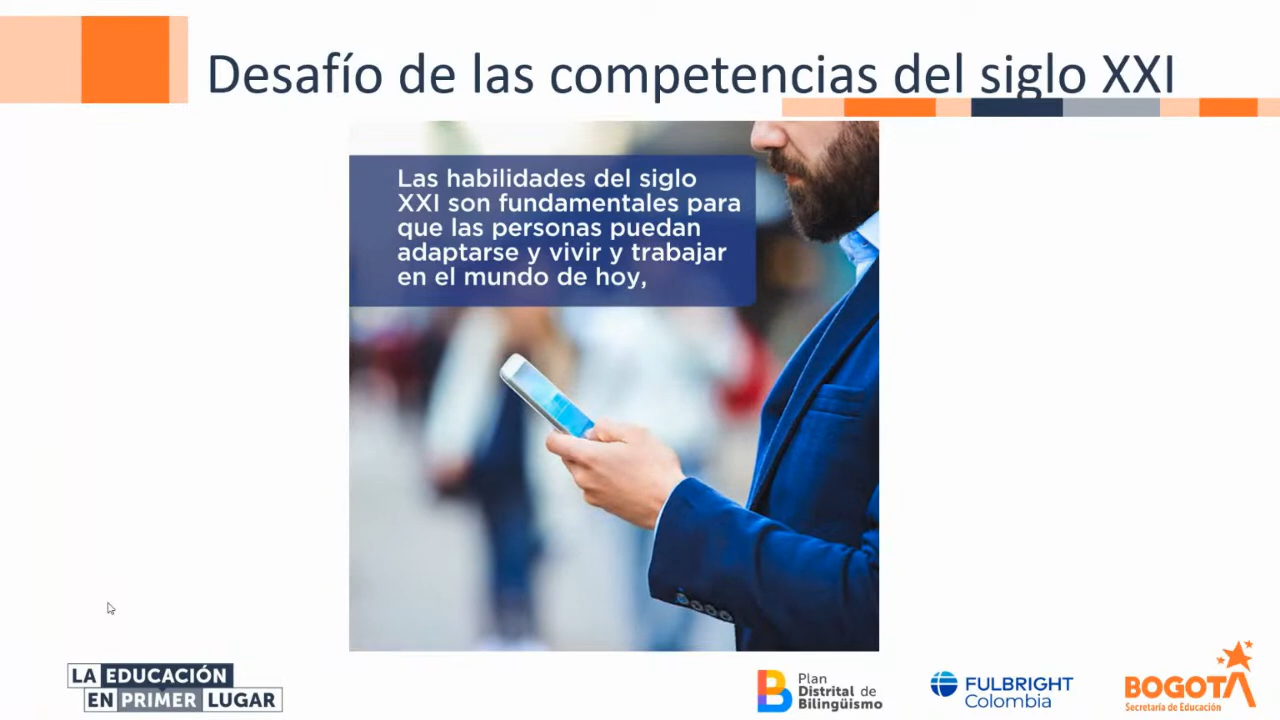 Desafío de las competencias del siglo XXI
Las habilidades del siglo
XXI son fundamentales para
que las personas puedan
adaptarse y vivir y trabajar
en el mundo de hoy,
LA EDUCACIÓN
EN PRIMER LUGAR
B
Plan
Distrital de
Bilingüismo
FULBRIGHT
Colombia
BOGOTÁ
Secretaría de Educación